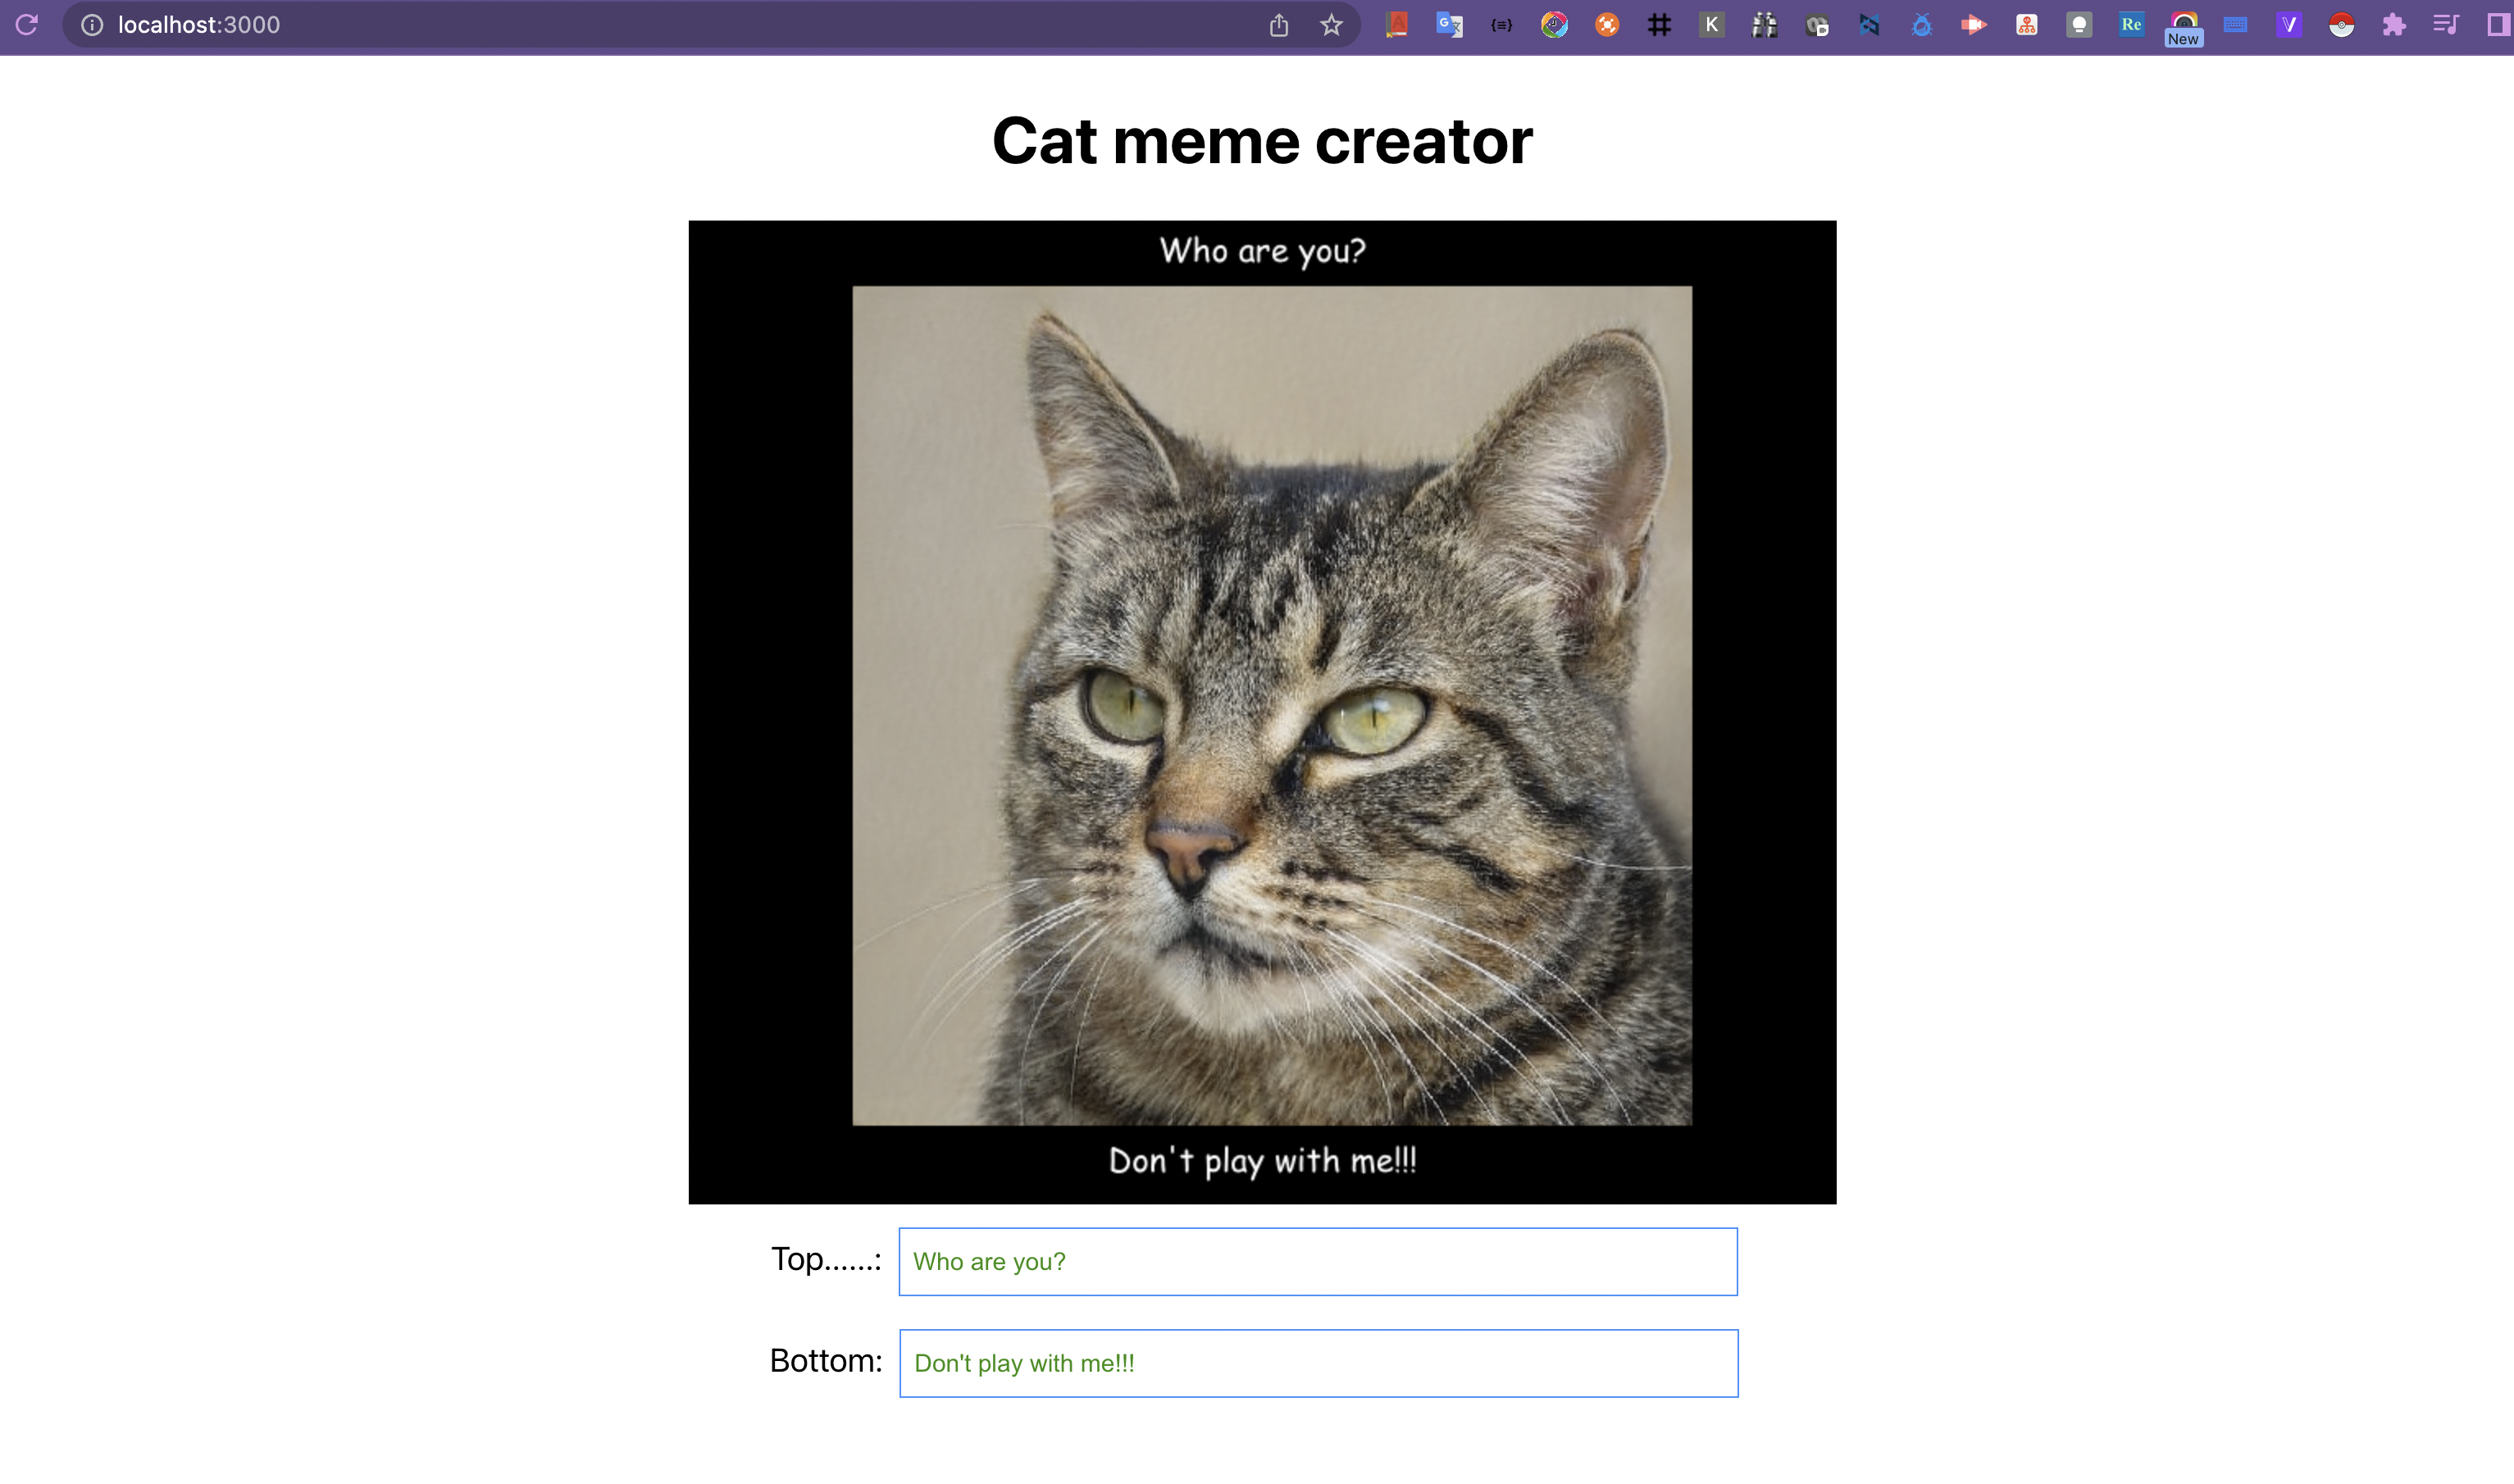 localhost:3000
K
Re
New
V
Cat meme creator
Who are you?
Don't play with me!!!
Top......: Who are you?
Bottom: Don't play with me!!!